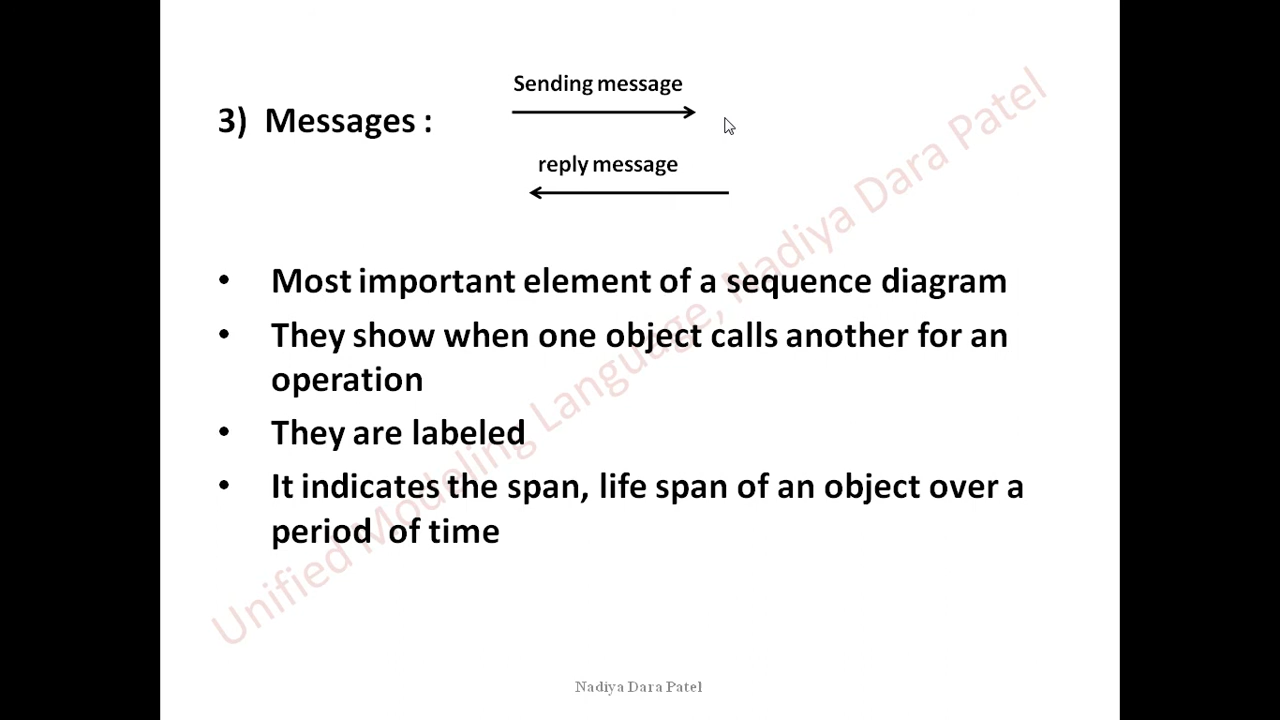 Sending message
3) Messages :
reply message
• Most important element of a sequence diagram
• They show when one object calls another for an
operation
• They are labeled
• It indicates the span, life span of an object over a
period of time
Unified Modeling Language, Nadiya Dara Patel
Nadiya Dara Patel